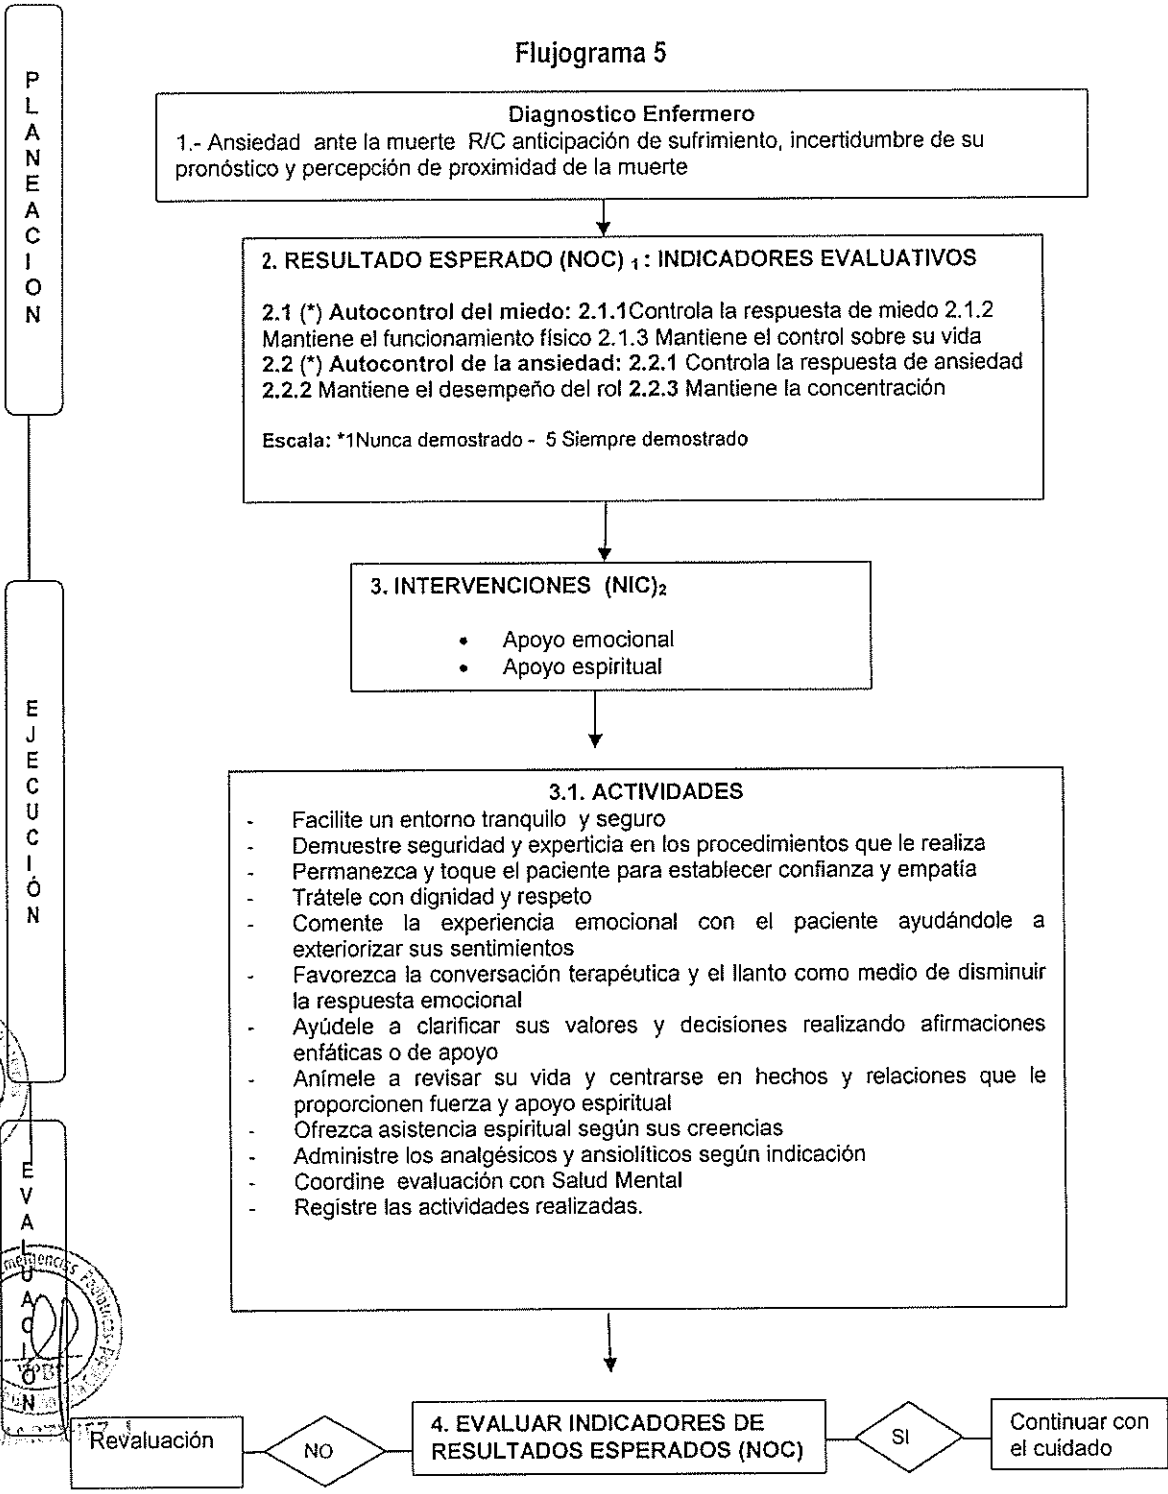 Flujograma 5
PLANEACION
Diagnostico Enfermero
1.- Ansiedad ante la muerte R/C anticipación de sufrimiento, incertidumbre de su
pronóstico y percepción de proximidad de la muerte
2. RESULTADO ESPERADO (NOC) 1 : INDICADORES EVALUATIVOS
2.1 (*) Autocontrol del miedo: 2.1.1Controla la respuesta de miedo 2.1.2
Mantiene el funcionamiento físico 2.1.3 Mantiene el control sobre su vida
2.2 (*) Autocontrol de la ansiedad: 2.2.1 Controla la respuesta de ansiedad
2.2.2 Mantiene el desempeño del rol 2.2.3 Mantiene la concentración
Escala: *1Nunca demostrado - 5 Siempre demostrado
EJECUCIÓN
3. INTERVENCIONES (NIC)2
• Apoyo emocional
• Apoyo espiritual
3.1. ACTIVIDADES
- Facilite un entorno tranquilo y seguro
- Demuestre seguridad y experticia en los procedimientos que le realiza
- Permanezca y toque el paciente para establecer confianza y empatía
- Trátele con dignidad y respeto
- Comente la experiencia emocional con el paciente ayudándole a
exteriorizar sus sentimientos
- Favorezca la conversación terapéutica y el llanto como medio de disminuir
la respuesta emocional
- Ayúdele a clarificar sus valores y decisiones realizando afirmaciones
enfáticas o de apoyo
- Anímele a revisar su vida y centrarse en hechos y relaciones que le
proporcionen fuerza y apoyo espiritual
- Ofrezca asistencia espiritual según sus creencias
- Administre los analgésicos y ansiolíticos según indicación
- Coordine evaluación con Salud Mental
- Registre las actividades realizadas.
EVALUACIÓN
Emergencias Pediátricas
Revaluación
NO
4. EVALUAR INDICADORES DE
RESULTADOS ESPERADOS (NOC)
SI
Continuar con
el cuidado